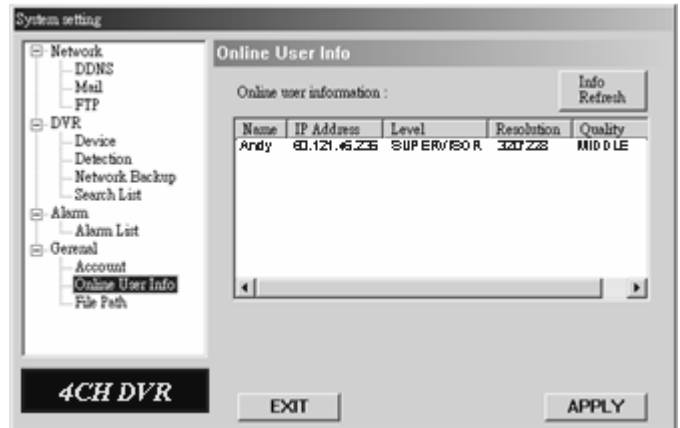 System setting
Network
DDNS
Mail
FTP
DVR
Device
Detection
Network Backup
Search List
Alarm
Alarm List
Gerenal
Account
Online User Info
File Path
4CH DVR
Online User Info
Online user information :
Info
Refresh
Name IP Address Level Resolution Quality
Andy SUPERVISOR MIDDLE
EXIT
APPLY